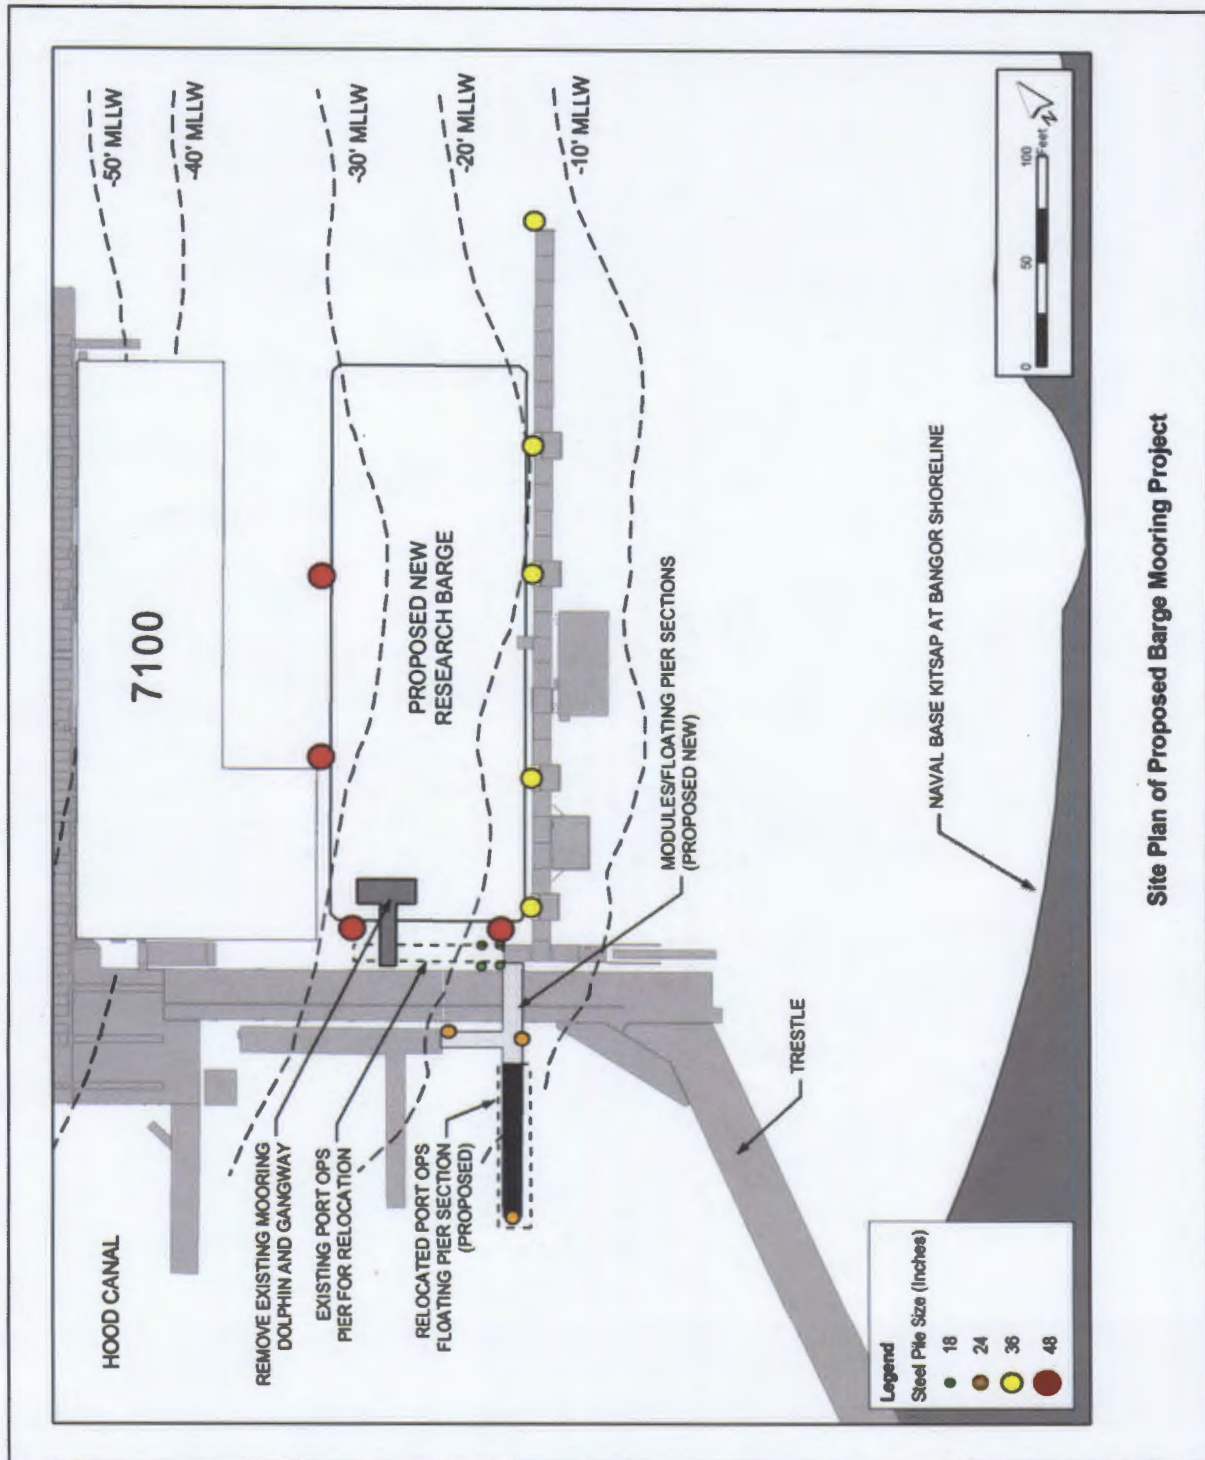 HOOD CANAL
-50' MLLW
-40' MLLW
-30' MLLW
-20' MLLW
-10' MLLW
7100
PROPOSED NEW
RESEARCH BARGE
REMOVE EXISTING MOORING
DOLPHIN AND GANGWAY
EXISTING PORT OPS
PIER FOR RELOCATION
RELOCATED PORT OPS
FLOATING PIER SECTION
(PROPOSED)
MODULES/FLOATING PIER SECTIONS
(PROPOSED NEW)
TRESTLE
NAVAL BASE KITSAP AT BANGOR SHORELINE
Legend
Steel Pile Size (Inches)
18
24
36
48
0 50 100
Feet
N
Site Plan of Proposed Barge Mooring Project